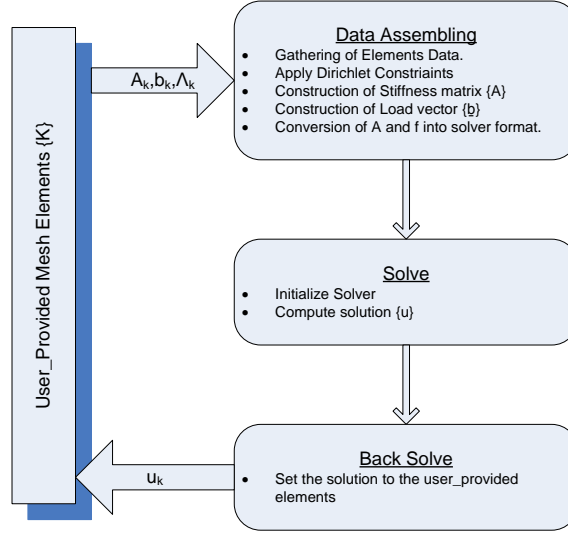 User_Provided Mesh Elements {K}
Aₖ,bₖ,Λₖ
Data Assembling
• Gathering of Elements Data.
• Apply Dirichlet Constriaints
• Construction of Stiffness matrix {A}
• Construction of Load vector {b}
• Conversion of A and f into solver format.
Solve
• Initialize Solver
• Compute solution {u}
Back Solve
• Set the solution to the user_provided
elements
uₖ